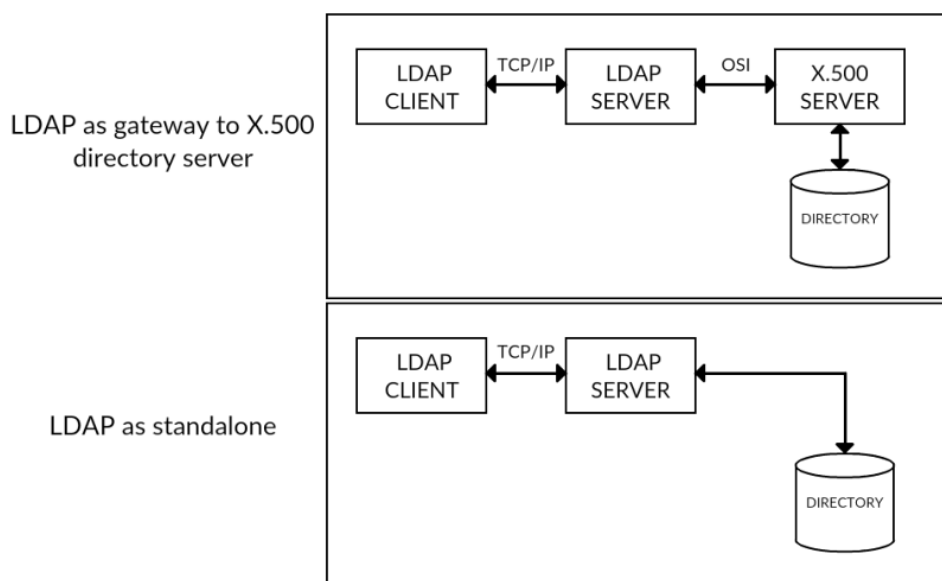 LDAP as gateway to X.500
directory server
LDAP
CLIENT
TCP/IP
LDAP
SERVER
OSI
X.500
SERVER
DIRECTORY
LDAP as standalone
LDAP
CLIENT
TCP/IP
LDAP
SERVER
DIRECTORY